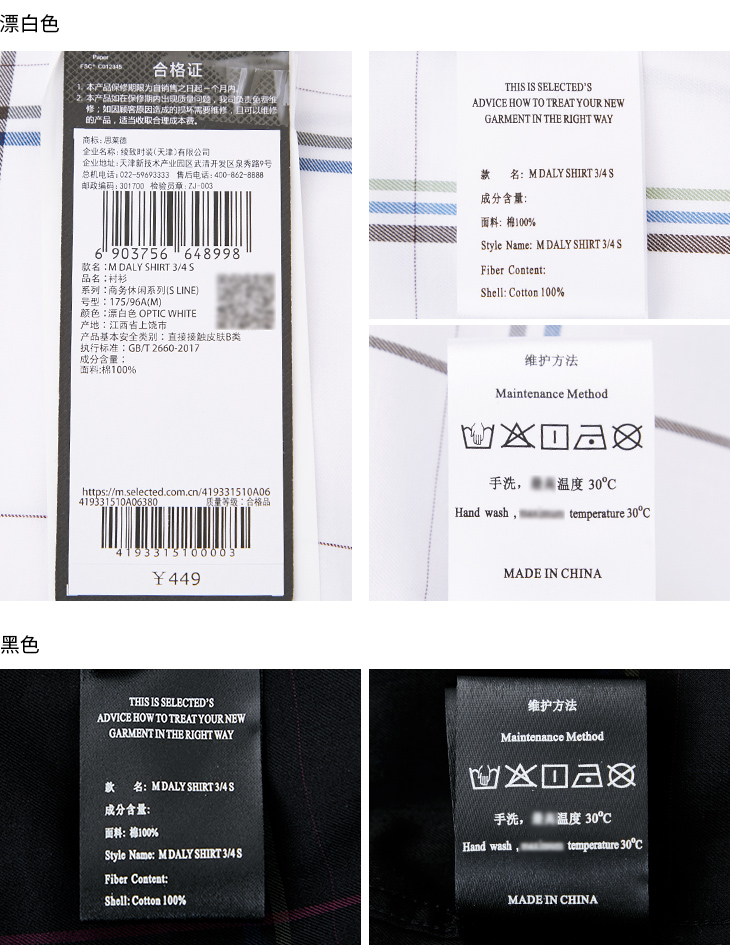 漂白色
Paper
FSC® C012345
合格证
1. 本产品保修期限为自销售之日起一个月内。
2. 本产品如在保修期内出现质量问题，我司负责免费维
修；如因顾客原因造成的损坏需要维修，且可以维修
的产品，适当收取合理成本费。
商标: 思莱德
企业名称: 绫致时装(天津)有限公司
企业地址: 天津新技术产业园区武清开发区泉秀路9号
总机电话: 022-59693333 售后电话: 400-862-8888
邮政编码: 301700 检验员章: ZJ-003
6 903756 648998
款名：M DALY SHIRT 3/4 S
品名：衬衫
系列：商务休闲系列(S LINE)
号型：175/96A(M)
颜色：漂白色 OPTIC WHITE
产地：江西省上饶市
产品基本安全类别：直接接触皮肤B类
执行标准：GB/T 2660-2017
成分含量：
面料:棉100%
https://m.selected.com.cn/419331510A06
419331510A06380 质量等级：合格品
4193315100003
￥449
THIS IS SELECTED'S
ADVICE HOW TO TREAT YOUR NEW
GARMENT IN THE RIGHT WAY
款 名: M DALY SHIRT 3/4 S
成分含量:
面料: 棉100%
Style Name: M DALY SHIRT 3/4 S
Fiber Content:
Shell: Cotton 100%
维护方法
Maintenance Method
手洗， 温度 30°C
Hand wash , temperature 30°C
MADE IN CHINA
黑色
THIS IS SELECTED'S
ADVICE HOW TO TREAT YOUR NEW
GARMENT IN THE RIGHT WAY
款 名: M DALY SHIRT 3/4 S
成分含量:
面料: 棉100%
Style Name: M DALY SHIRT 3/4 S
Fiber Content:
Shell: Cotton 100%
维护方法
Maintenance Method
手洗， 温度 30°C
Hand wash , temperature 30°C
MADE IN CHINA